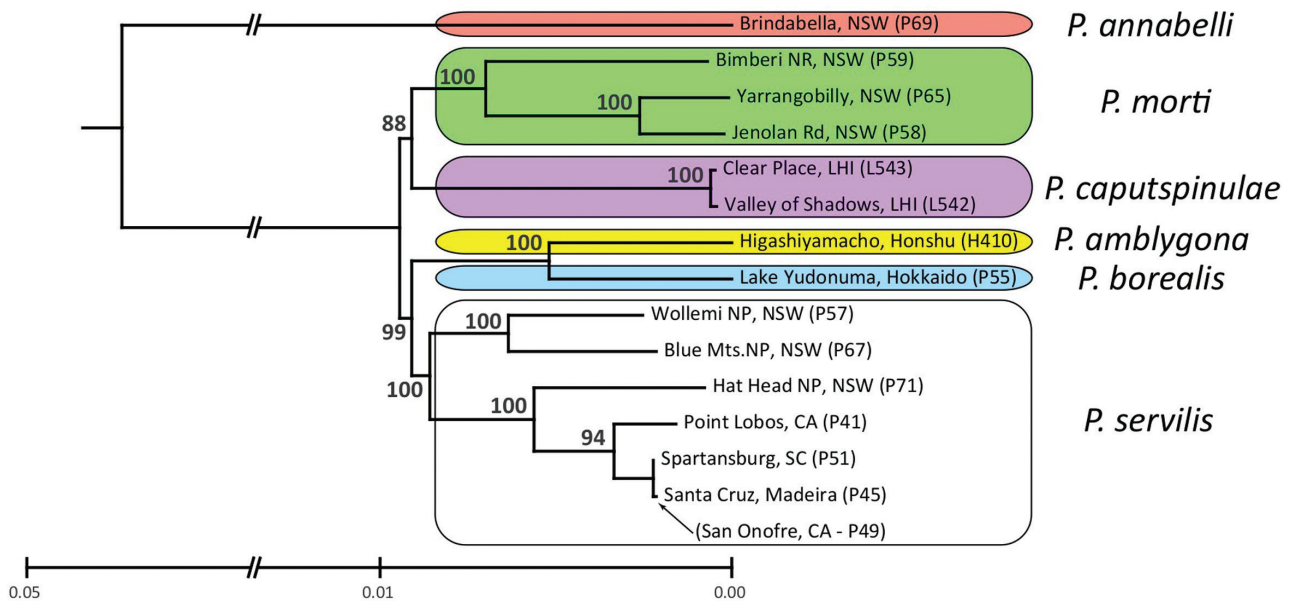 Brindabella, NSW (P69)
P. annabelli
Bimberi NR, NSW (P59)
100
Yarrangobilly, NSW (P65)
100
P. morti
88
Jenolan Rd, NSW (P58)
Clear Place, LHI (L543)
100
P. caputspinulae
Valley of Shadows, LHI (L542)
100
Higashiyamacho, Honshu (H410)
P. amblygona
Lake Yudonuma, Hokkaido (P55)
P. borealis
Wollemi NP, NSW (P57)
100
99
Blue Mts.NP, NSW (P67)
100
Hat Head NP, NSW (P71)
100
Point Lobos, CA (P41)
P. servilis
94
Spartansburg, SC (P51)
Santa Cruz, Madeira (P45)
(San Onofre, CA - P49)
0.05
0.01
0.00